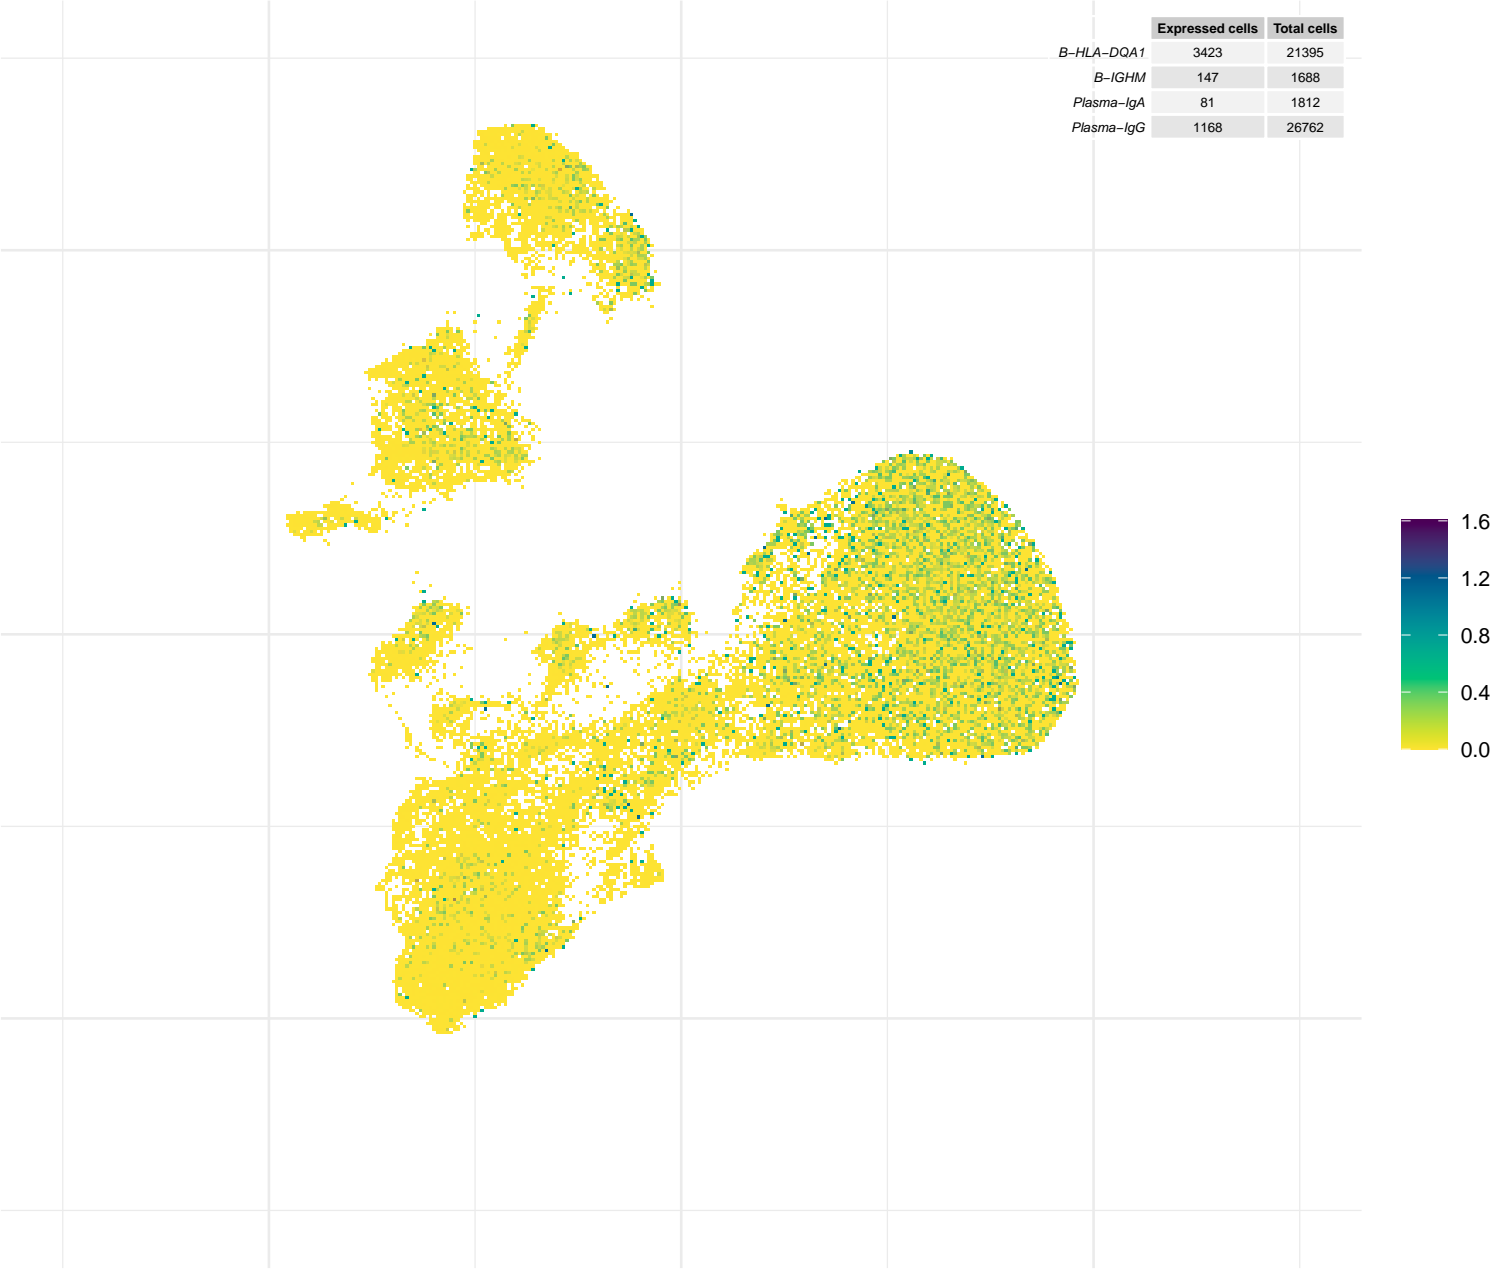 Expressed cells Total cells
B−HLA−DQA1 3423 21395
B−IGHM 147 1688
Plasma−IgA 81 1812
Plasma−IgG 1168 26762
1.6
1.2
0.8
0.4
0.0